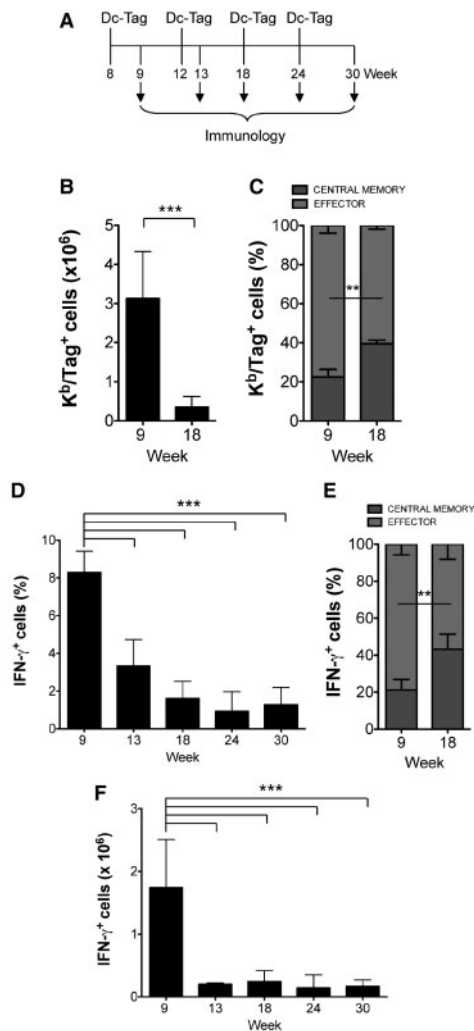 A
Dc-Tag Dc-Tag Dc-Tag Dc-Tag
8 9 12 13 18 24 30 Week
Immunology
B
***
K^b/Tag^+ cells (x10^6)
5
4
3
2
1
0
9 18
Week
C
CENTRAL MEMORY
EFFECTOR
K^b/Tag^+ cells (%)
100
80
60
40
20
0
**
9 18
Week
D
***
IFN-γ^+ cells (%)
10
8
6
4
2
0
9 13 18 24 30
Week
E
CENTRAL MEMORY
EFFECTOR
IFN-γ^+ cells (%)
100
80
60
40
20
0
**
9 18
Week
F
***
IFN-γ^+ cells (x 10^6)
3
2
1
0
9 13 18 24 30
Week